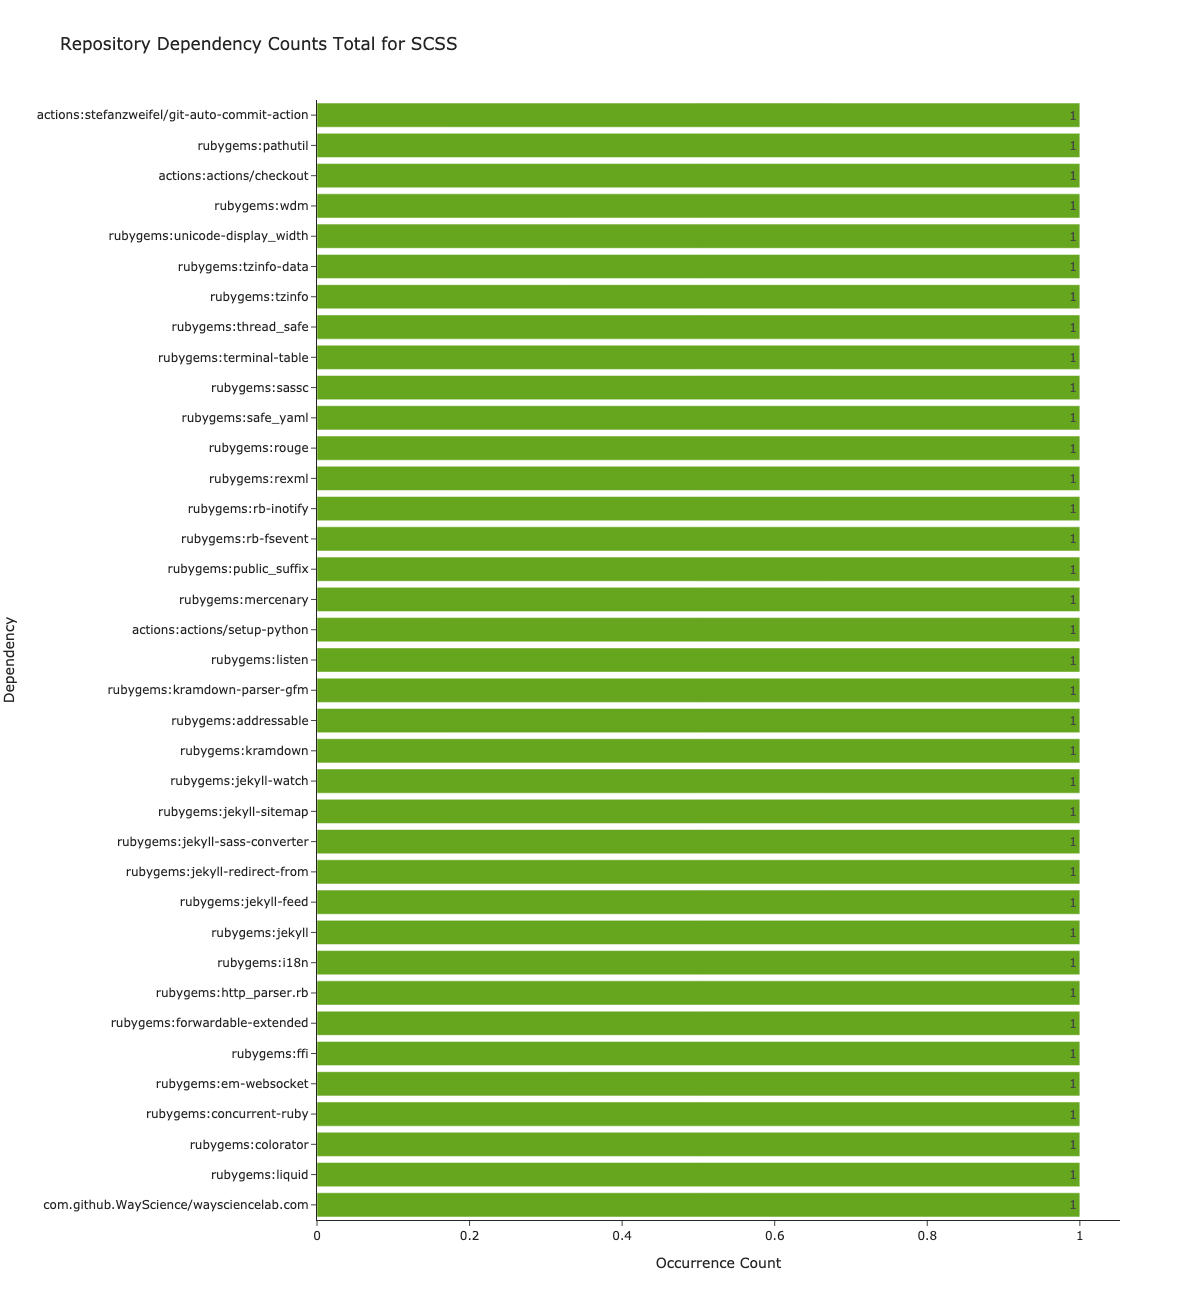 Repository Dependency Counts Total for SCSS
Dependency
actions:stefanzweifel/git-auto-commit-action 1
rubygems:pathutil 1
actions:actions/checkout 1
rubygems:wdm 1
rubygems:unicode-display_width 1
rubygems:tzinfo-data 1
rubygems:tzinfo 1
rubygems:thread_safe 1
rubygems:terminal-table 1
rubygems:sassc 1
rubygems:safe_yaml 1
rubygems:rouge 1
rubygems:rexml 1
rubygems:rb-inotify 1
rubygems:rb-fsevent 1
rubygems:public_suffix 1
rubygems:mercenary 1
actions:actions/setup-python 1
rubygems:listen 1
rubygems:kramdown-parser-gfm 1
rubygems:addressable 1
rubygems:kramdown 1
rubygems:jekyll-watch 1
rubygems:jekyll-sitemap 1
rubygems:jekyll-sass-converter 1
rubygems:jekyll-redirect-from 1
rubygems:jekyll-feed 1
rubygems:jekyll 1
rubygems:i18n 1
rubygems:http_parser.rb 1
rubygems:forwardable-extended 1
rubygems:ffi 1
rubygems:em-websocket 1
rubygems:concurrent-ruby 1
rubygems:colorator 1
rubygems:liquid 1
com.github.WayScience/waysciencelab.com 1
0 0.2 0.4 0.6 0.8 1
Occurrence Count